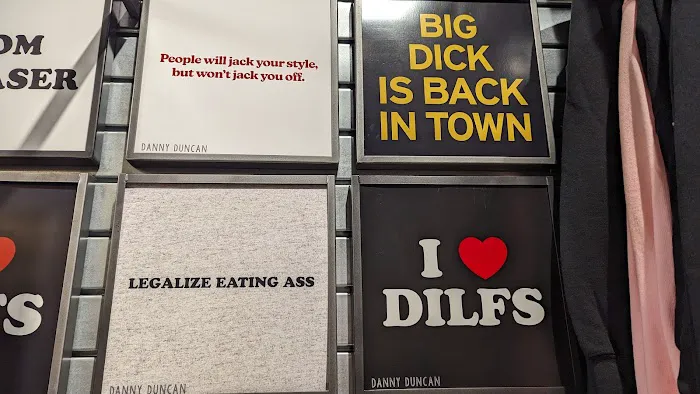 OM
ASER
People will jack your style,
but won't jack you off.
DANNY DUNCAN
BIG
DICK
IS BACK
IN TOWN
S
LEGALIZE EATING ASS
DANNY DUNCAN
I ❤
DILFS
DANNY DUNCAN